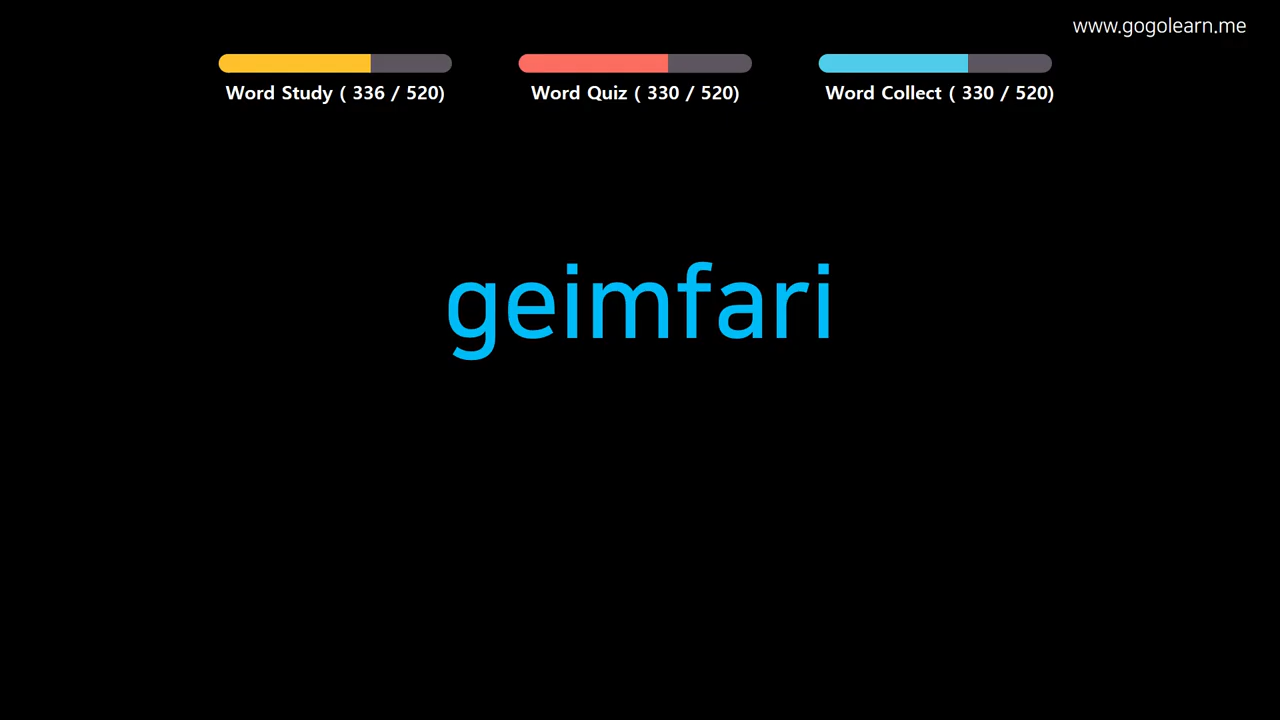 www.gogolearn.me
Word Study ( 336 / 520)
Word Quiz ( 330 / 520)
Word Collect ( 330 / 520)
geimfari